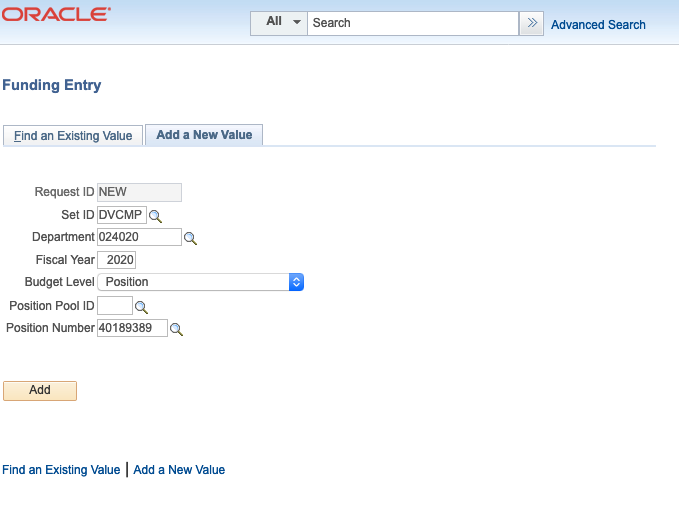 ORACLE®
All Search Advanced Search
Funding Entry
Find an Existing Value Add a New Value
Request ID NEW
Set ID DVCMP
Department 024020
Fiscal Year 2020
Budget Level Position
Position Pool ID
Position Number 40189389
Add
Find an Existing Value | Add a New Value